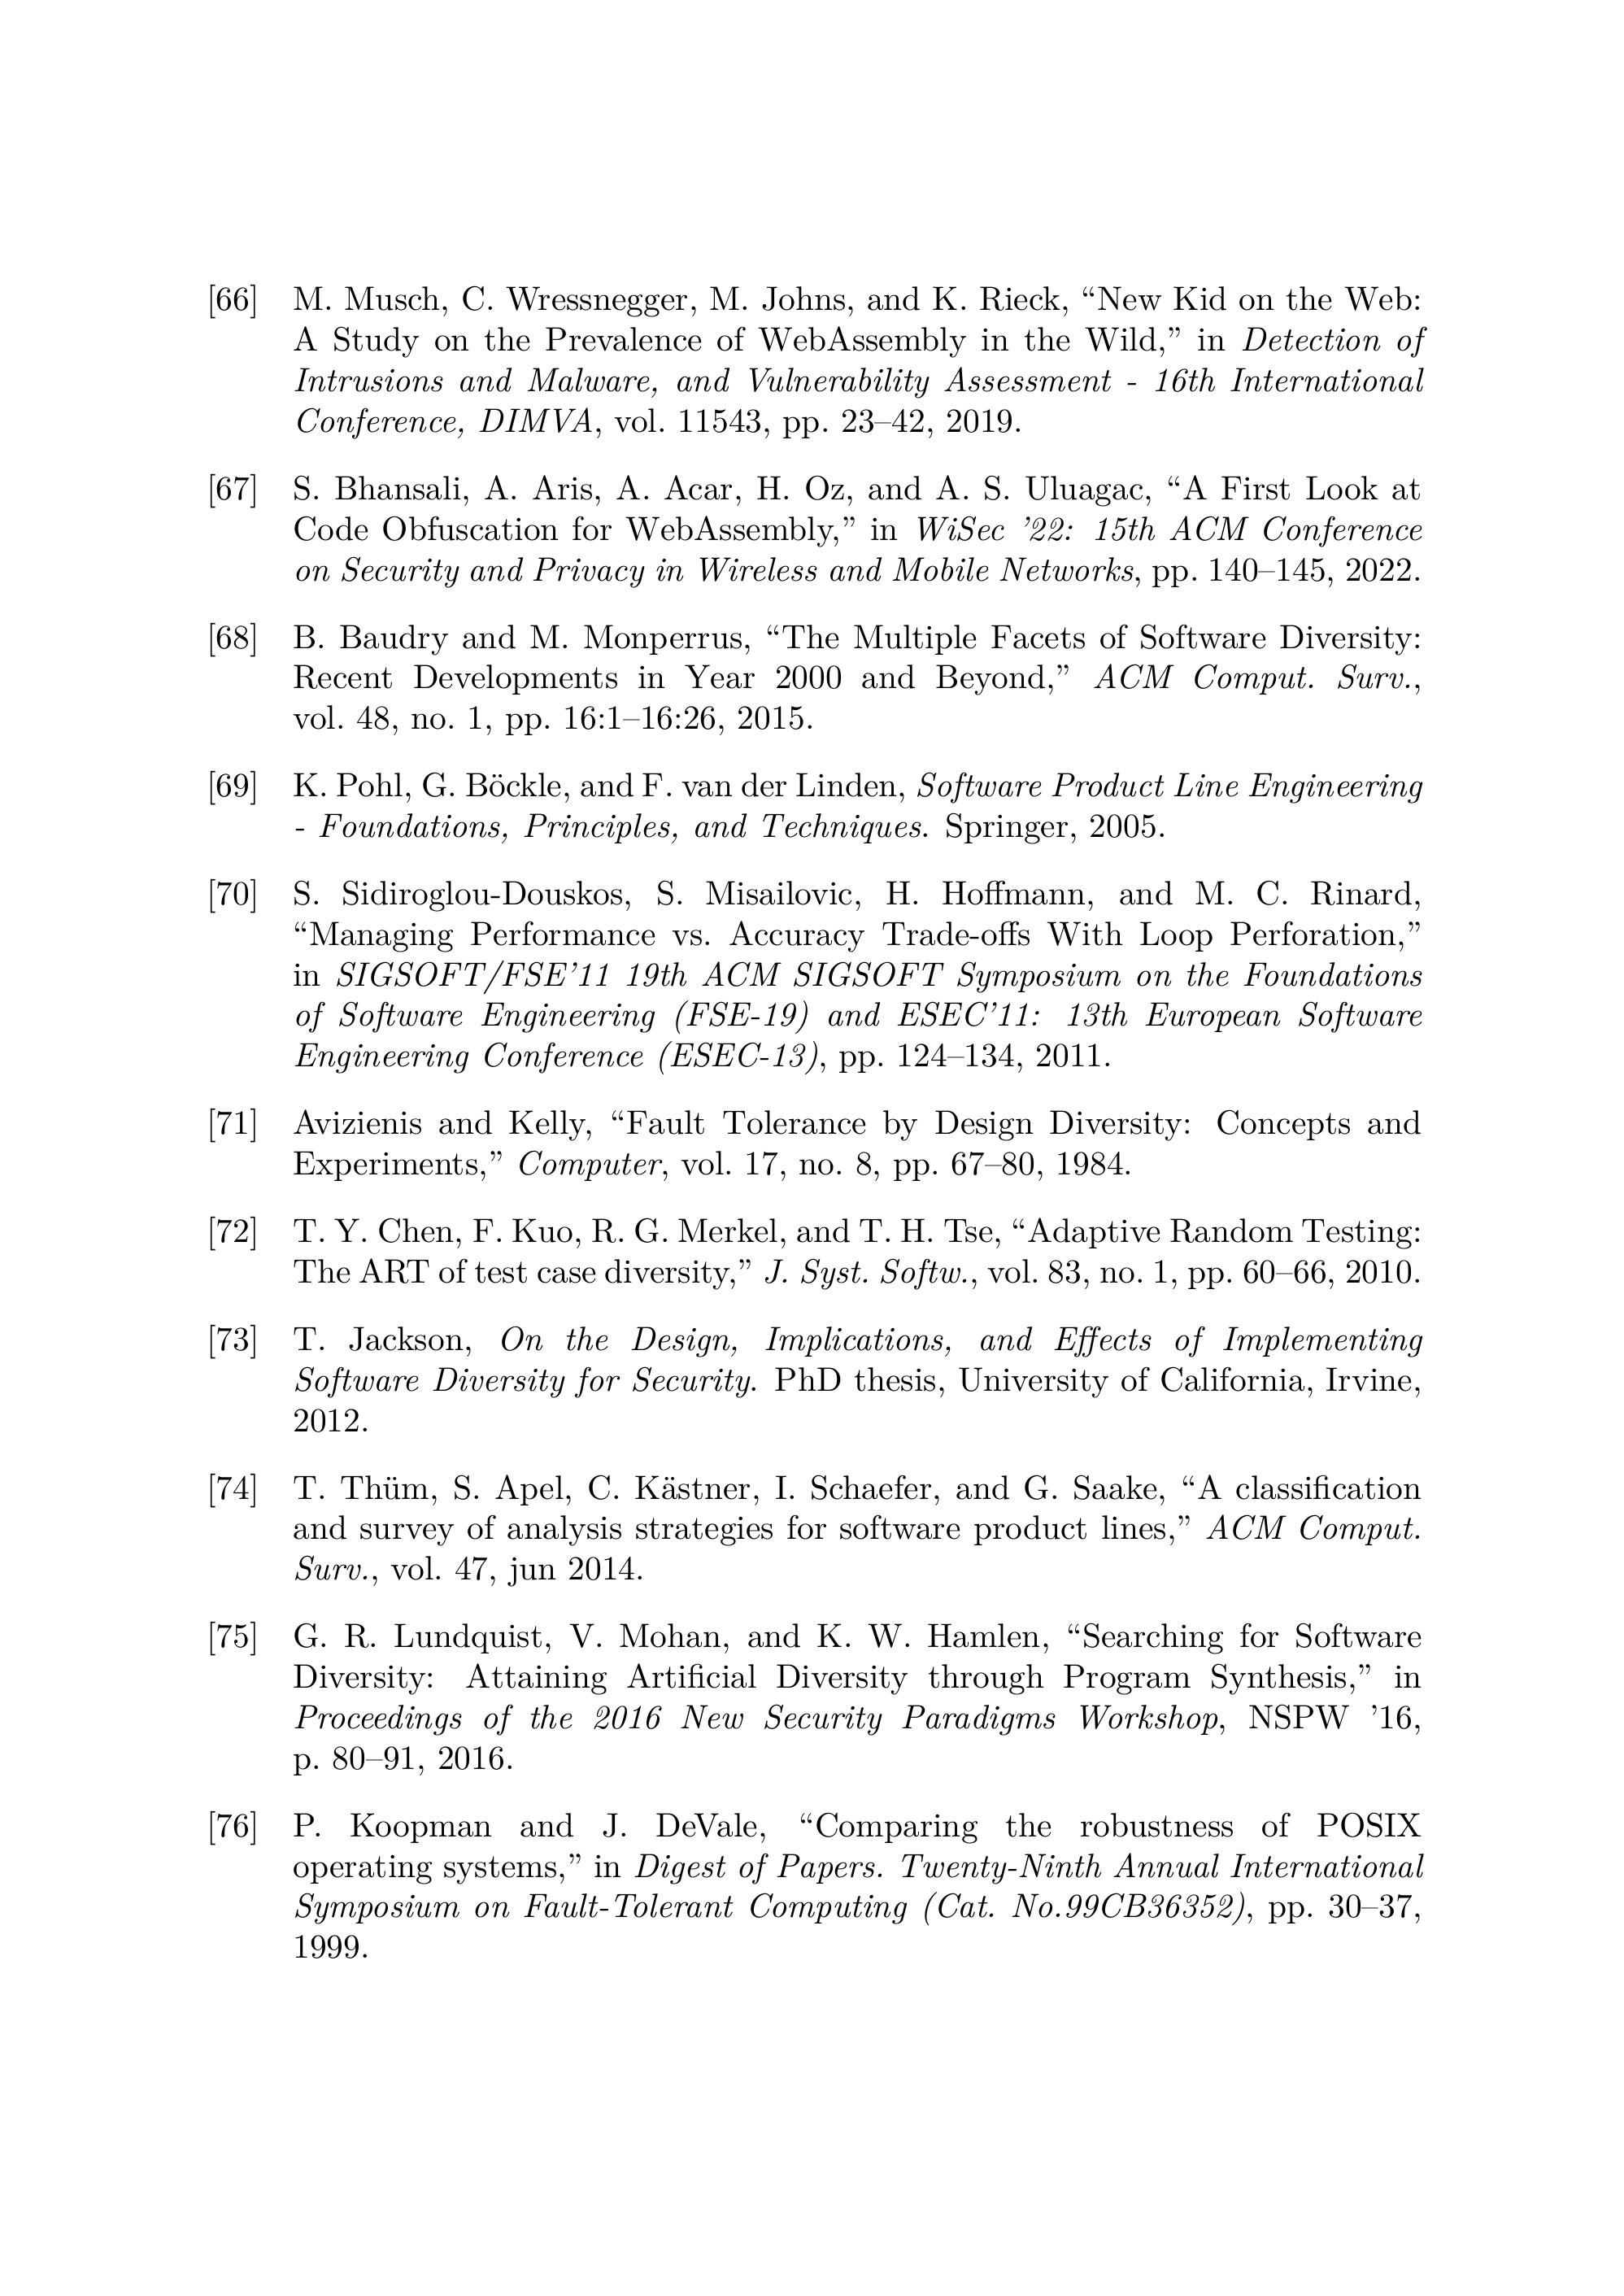 [66] M. Musch, C. Wressnegger, M. Johns, and K. Rieck, “New Kid on the Web:
A Study on the Prevalence of WebAssembly in the Wild,” in Detection of
Intrusions and Malware, and Vulnerability Assessment - 16th International
Conference, DIMVA, vol. 11543, pp. 23–42, 2019.
[67] S. Bhansali, A. Aris, A. Acar, H. Oz, and A. S. Uluagac, “A First Look at
Code Obfuscation for WebAssembly,” in WiSec ’22: 15th ACM Conference
on Security and Privacy in Wireless and Mobile Networks, pp. 140–145, 2022.
[68] B. Baudry and M. Monperrus, “The Multiple Facets of Software Diversity:
Recent Developments in Year 2000 and Beyond,” ACM Comput. Surv.,
vol. 48, no. 1, pp. 16:1–16:26, 2015.
[69] K. Pohl, G. Böckle, and F. van der Linden, Software Product Line Engineering
- Foundations, Principles, and Techniques. Springer, 2005.
[70] S. Sidiroglou-Douskos, S. Misailovic, H. Hoffmann, and M. C. Rinard,
“Managing Performance vs. Accuracy Trade-offs With Loop Perforation,”
in SIGSOFT/FSE’11 19th ACM SIGSOFT Symposium on the Foundations
of Software Engineering (FSE-19) and ESEC’11: 13th European Software
Engineering Conference (ESEC-13), pp. 124–134, 2011.
[71] Avizienis and Kelly, “Fault Tolerance by Design Diversity: Concepts and
Experiments,” Computer, vol. 17, no. 8, pp. 67–80, 1984.
[72] T. Y. Chen, F. Kuo, R. G. Merkel, and T. H. Tse, “Adaptive Random Testing:
The ART of test case diversity,” J. Syst. Softw., vol. 83, no. 1, pp. 60–66, 2010.
[73] T. Jackson, On the Design, Implications, and Effects of Implementing
Software Diversity for Security. PhD thesis, University of California, Irvine,
2012.
[74] T. Thüm, S. Apel, C. Kästner, I. Schaefer, and G. Saake, “A classification
and survey of analysis strategies for software product lines,” ACM Comput.
Surv., vol. 47, jun 2014.
[75] G. R. Lundquist, V. Mohan, and K. W. Hamlen, “Searching for Software
Diversity: Attaining Artificial Diversity through Program Synthesis,” in
Proceedings of the 2016 New Security Paradigms Workshop, NSPW ’16,
p. 80–91, 2016.
[76] P. Koopman and J. DeVale, “Comparing the robustness of POSIX
operating systems,” in Digest of Papers. Twenty-Ninth Annual International
Symposium on Fault-Tolerant Computing (Cat. No.99CB36352), pp. 30–37,
1999.